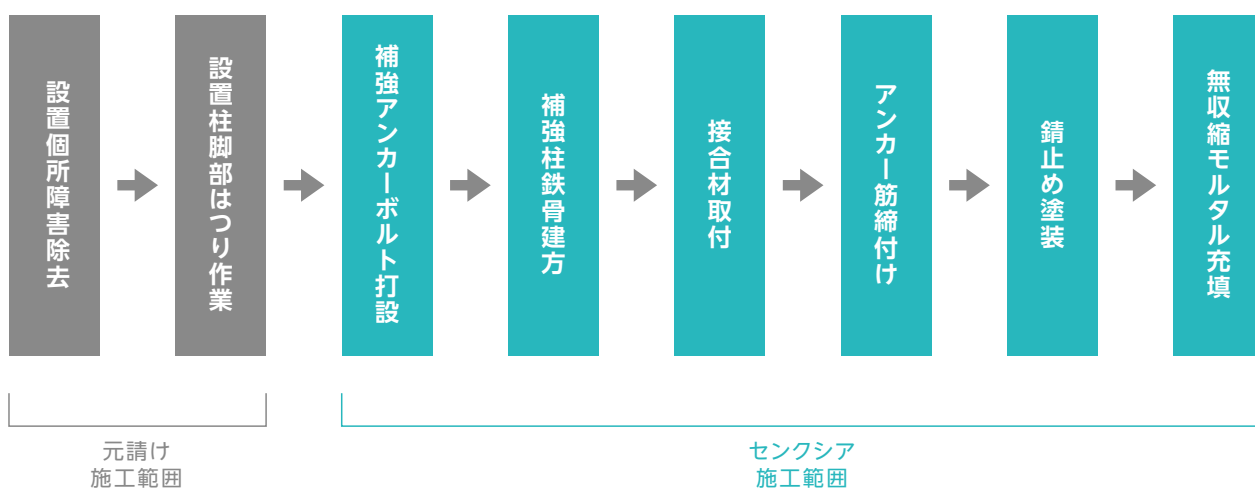 設置個所障害除去
設置柱脚部はつり作業
補強アンカーボルト打設
補強柱鉄骨建方
接合材取付
アンカー筋締付け
錆止め塗装
無収縮モルタル充填
元請け
施工範囲
センクシア
施工範囲